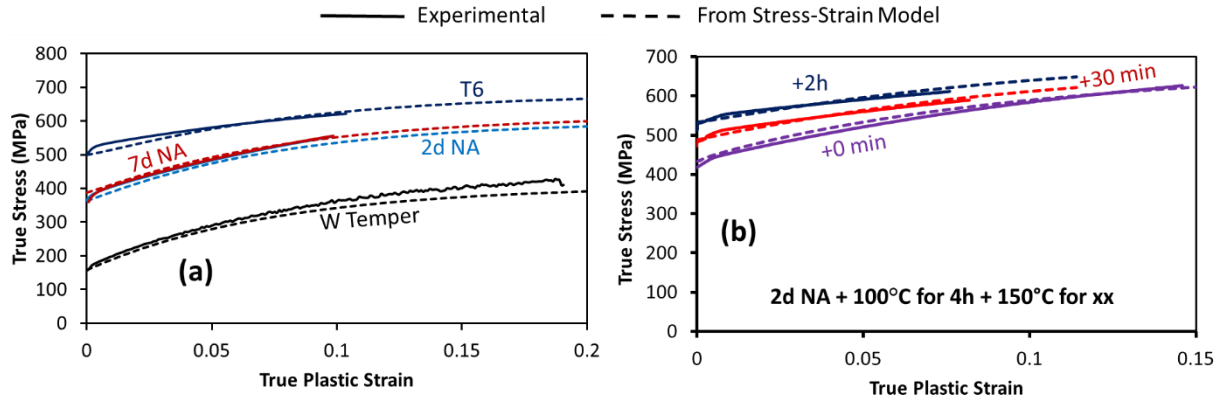 Experimental
From Stress-Strain Model
True Stress (MPa)
800
700
600
500
400
300
200
100
0
T6
7d NA
2d NA
W Temper
(a)
0
0.05
0.1
0.15
0.2
True Plastic Strain
True Stress (MPa)
700
600
500
400
300
200
100
0
+2h
+30 min
+0 min
(b)
2d NA + 100°C for 4h + 150°C for xx
0
0.05
0.1
0.15
True Plastic Strain